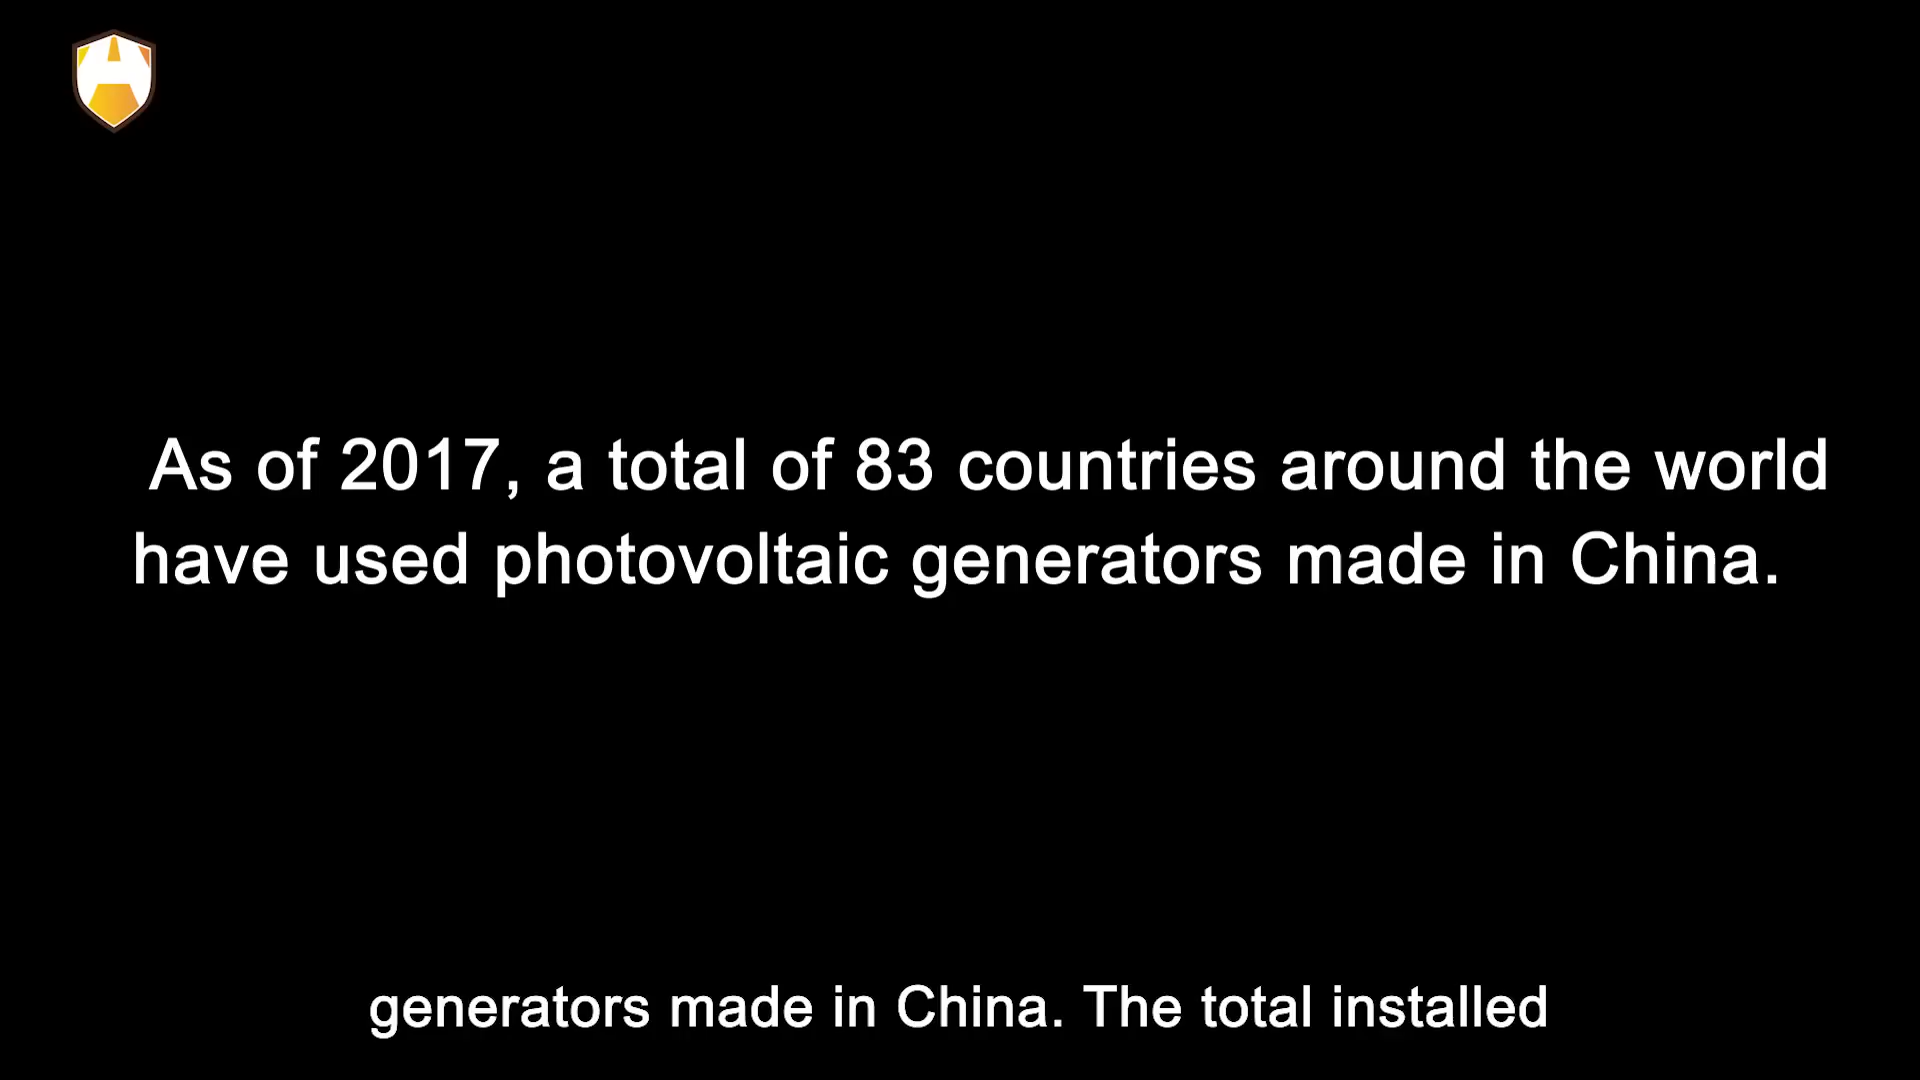 As of 2017, a total of 83 countries around the world
have used photovoltaic generators made in China.
generators made in China. The total installed